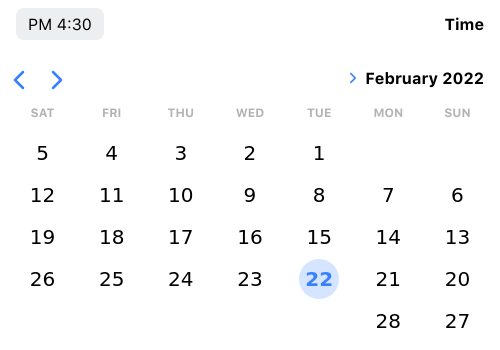 PM 4:30 Time
February 2022
SAT FRI THU WED TUE MON SUN
5 4 3 2 1
12 11 10 9 8 7 6
19 18 17 16 15 14 13
26 25 24 23 22 21 20
28 27